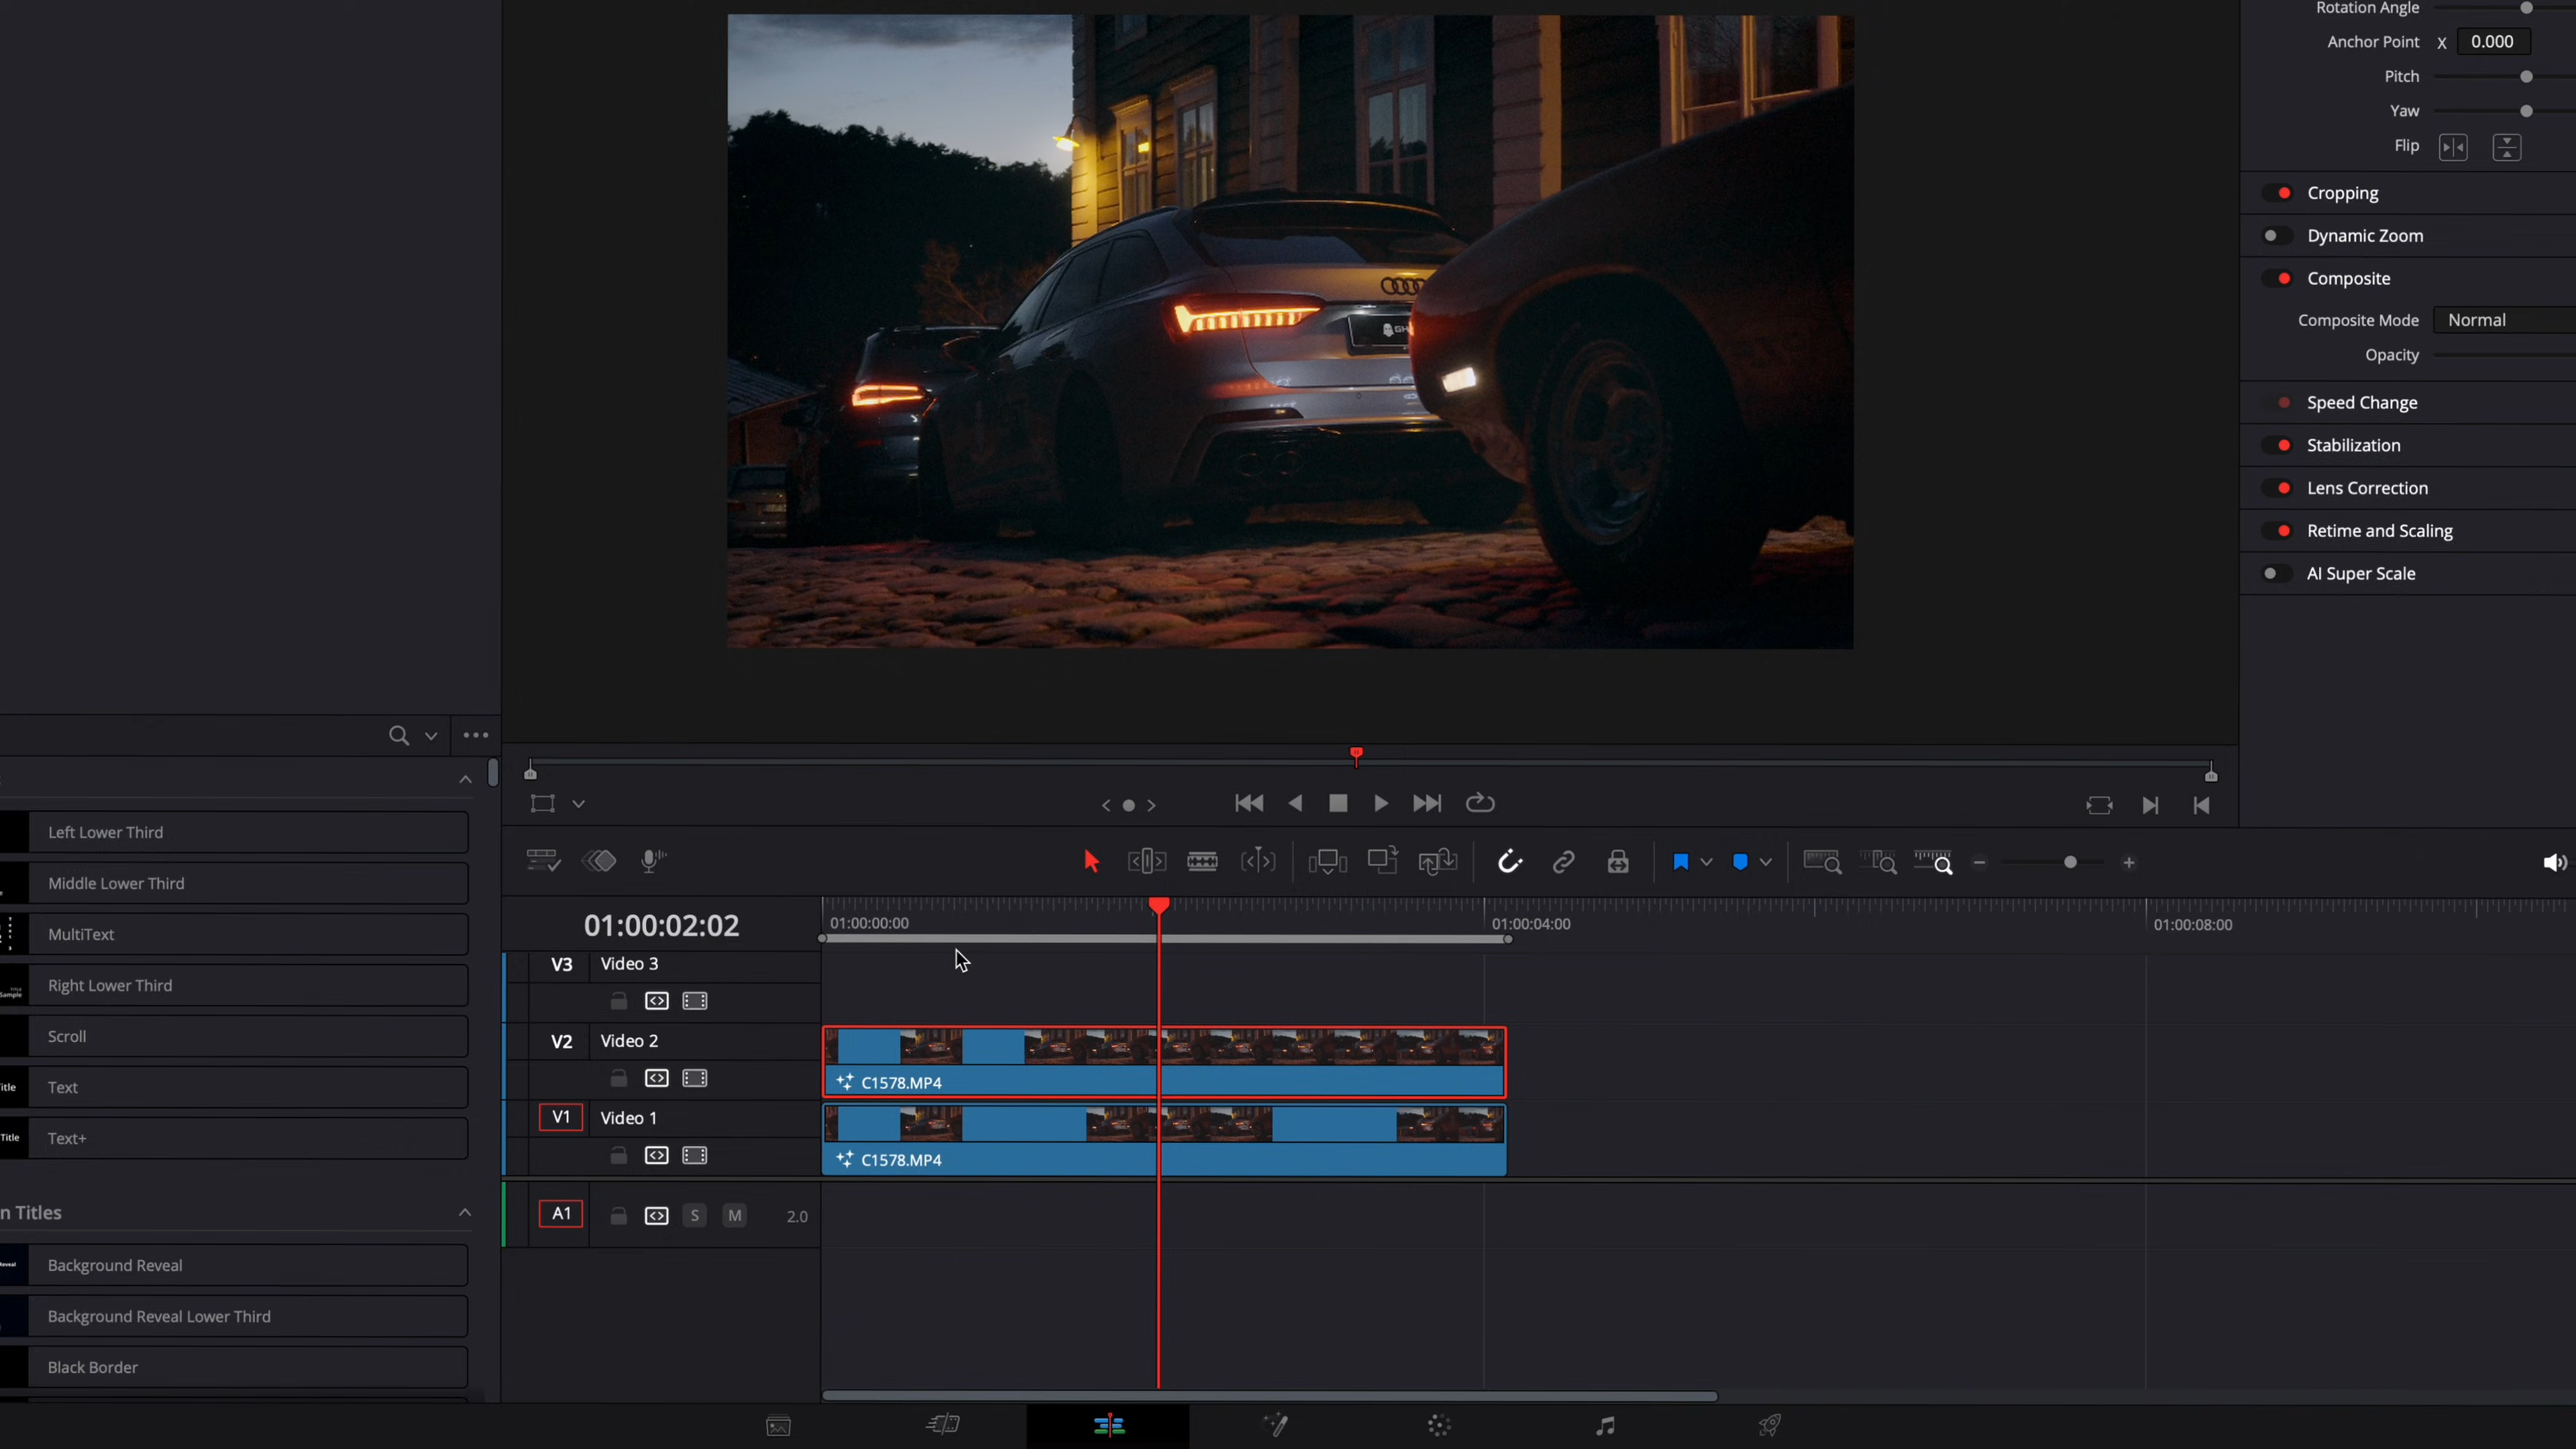 Rotation Angle
Anchor Point X 0.000
Pitch
Yaw
Flip
Cropping
Dynamic Zoom
Composite
Composite Mode Normal
Opacity
Speed Change
Stabilization
Lens Correction
Retime and Scaling
AI Super Scale
GH
Left Lower Third
Middle Lower Third
MultiText
Right Lower Third
Sample
Scroll
Text
Text+
Title
n Titles
Background Reveal
Background Reveal Lower Third
Black Border
01:00:02:02
01:00:00:00
01:00:04:00
01:00:08:00
V3 Video 3
V2 Video 2
C1578.MP4
V1 Video 1
C1578.MP4
A1 S M 2.0